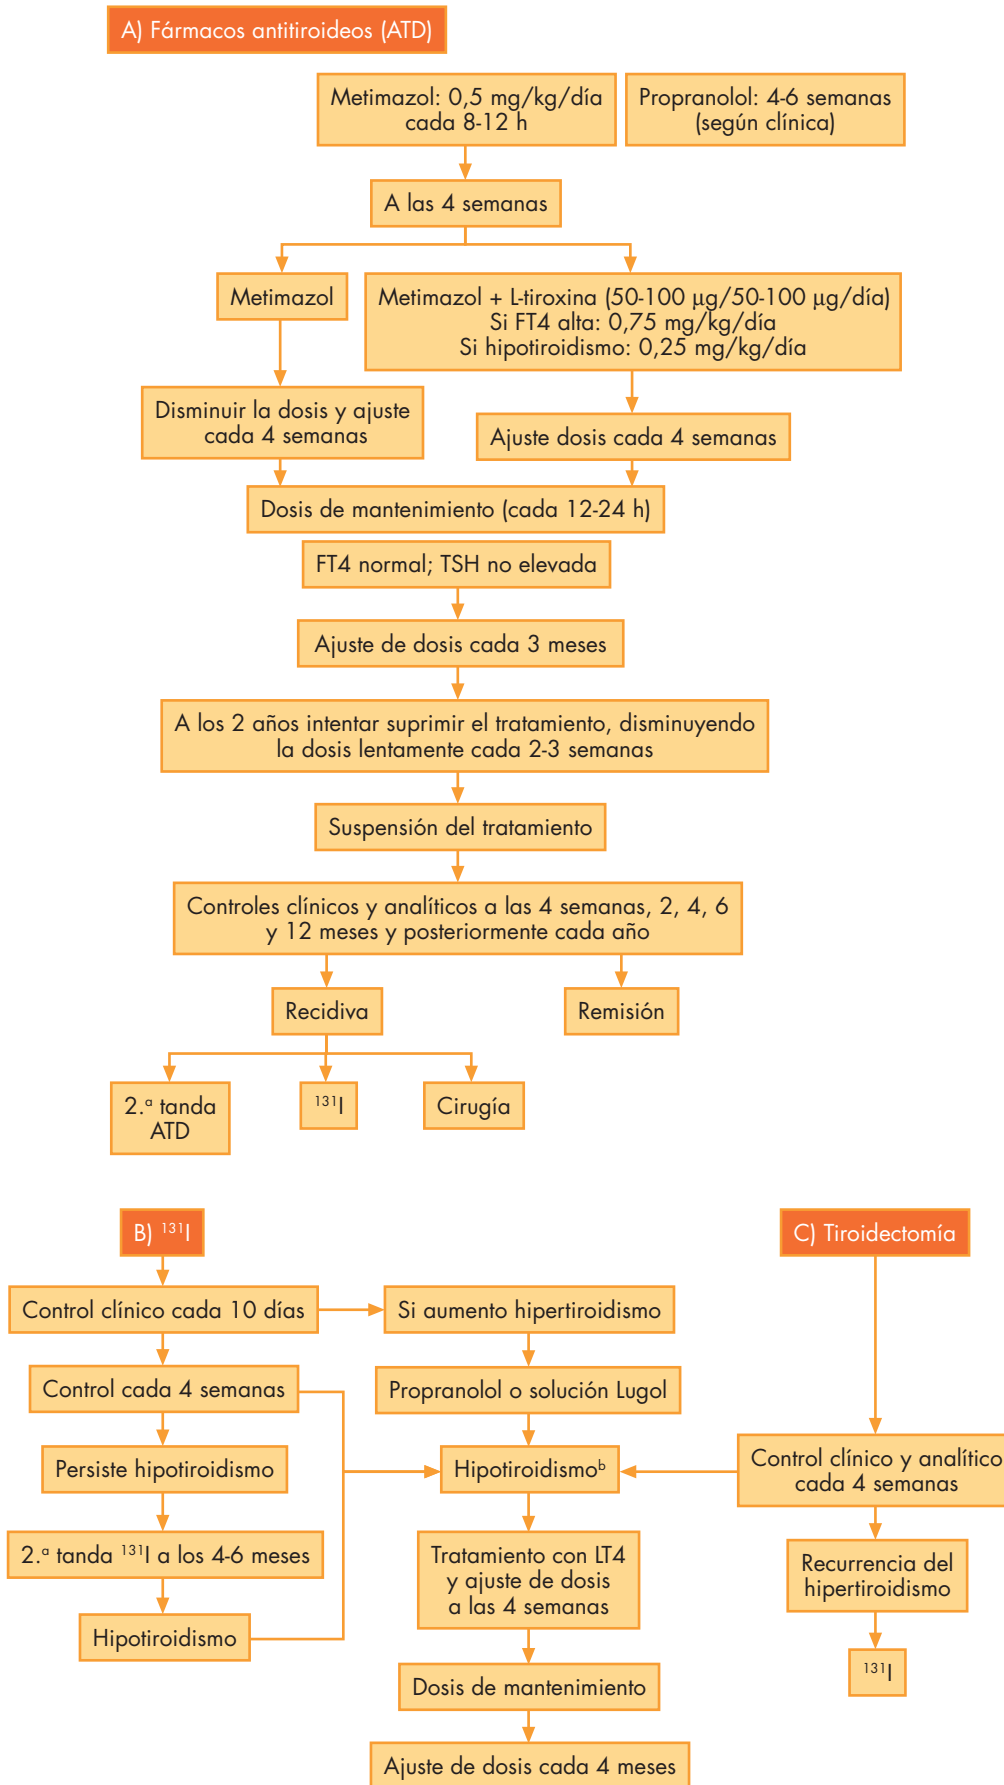 A) Fármacos antitiroideos (ATD)
Metimazol: 0,5 mg/kg/día
cada 8-12 h
Propranolol: 4-6 semanas
(según clínica)
A las 4 semanas
Metimazol
Metimazol + L-tiroxina (50-100 µg/50-100 µg/día)
Si FT4 alta: 0,75 mg/kg/día
Si hipotiroidismo: 0,25 mg/kg/día
Disminuir la dosis y ajuste
cada 4 semanas
Ajuste dosis cada 4 semanas
Dosis de mantenimiento (cada 12-24 h)
FT4 normal; TSH no elevada
Ajuste de dosis cada 3 meses
A los 2 años intentar suprimir el tratamiento, disminuyendo
la dosis lentamente cada 2-3 semanas
Suspensión del tratamiento
Controles clínicos y analíticos a las 4 semanas, 2, 4, 6
y 12 meses y posteriormente cada año
Recidiva
Remisión
2.ª tanda
ATD
¹³¹I
Cirugía
B) ¹³¹I
Control clínico cada 10 días
Control cada 4 semanas
Persiste hipotiroidismo
2.ª tanda ¹³¹I a los 4-6 meses
Hipotiroidismo
Si aumento hipertiroidismo
Propranolol o solución Lugol
Hipotiroidismoᵇ
Tratamiento con LT4
y ajuste de dosis
a las 4 semanas
Dosis de mantenimiento
Ajuste de dosis cada 4 meses
C) Tiroidectomía
Control clínico y analítico
cada 4 semanas
Recurrencia del
hipertiroidismo
¹³¹I